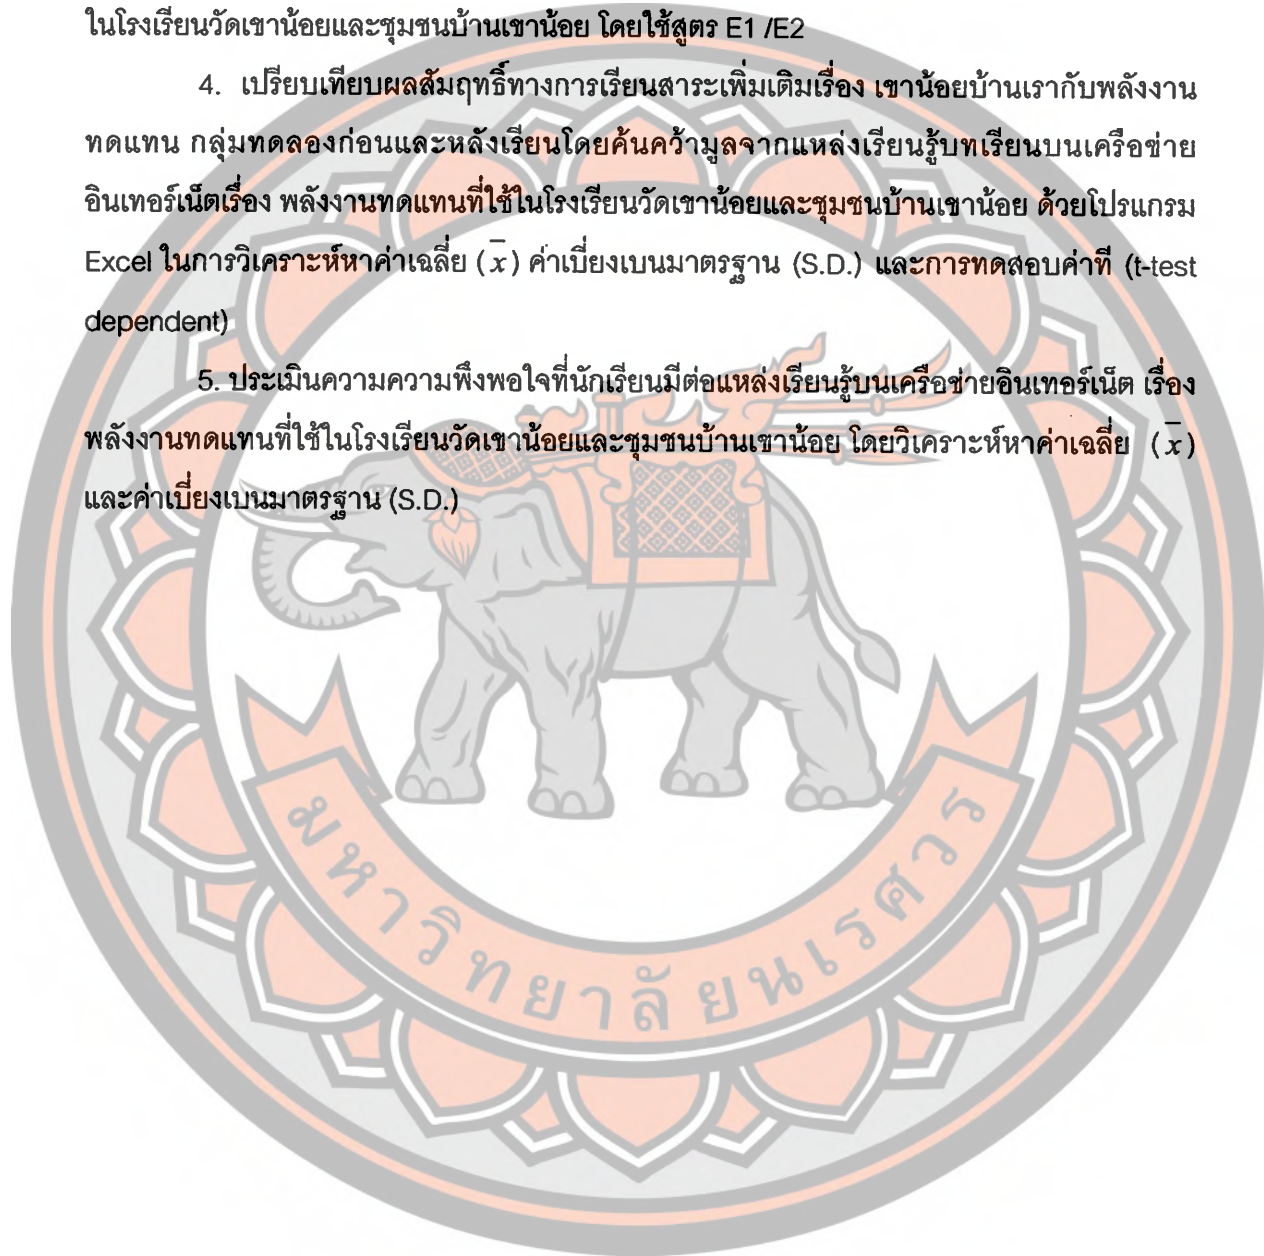 ในโรงเรียนวัดเขาน้อยและชุมชนบ้านเขาน้อย โดยใช้สูตร E1 /E2
4. เปรียบเทียบผลสัมฤทธิ์ทางการเรียนสาระเพิ่มเติมเรื่อง เขาน้อยบ้านเรากับพลังงาน
ทดแทน กลุ่มทดลองก่อนและหลังเรียนโดยค้นคว้ามูลจากแหล่งเรียนรู้บทเรียนบนเครือข่าย
อินเทอร์เน็ตเรื่อง พลังงานทดแทนที่ใช้ในโรงเรียนวัดเขาน้อยและชุมชนบ้านเขาน้อย ด้วยโปรแกรม
Excel ในการวิเคราะห์หาค่าเฉลี่ย (x̄) ค่าเบี่ยงเบนมาตรฐาน (S.D.) และการทดสอบค่าที (t-test
dependent)
5. ประเมินความความพึงพอใจที่นักเรียนมีต่อแหล่งเรียนรู้บนเครือข่ายอินเทอร์เน็ต เรื่อง
พลังงานทดแทนที่ใช้ในโรงเรียนวัดเขาน้อยและชุมชนบ้านเขาน้อย โดยวิเคราะห์หาค่าเฉลี่ย (x̄)
และค่าเบี่ยงเบนมาตรฐาน (S.D.)
มหาวิทยาลัยนเรศวร